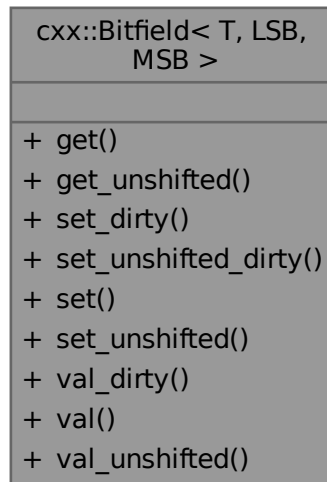 cxx::Bitfield< T, LSB,
MSB >
+ get()
+ get_unshifted()
+ set_dirty()
+ set_unshifted_dirty()
+ set()
+ set_unshifted()
+ val_dirty()
+ val()
+ val_unshifted()